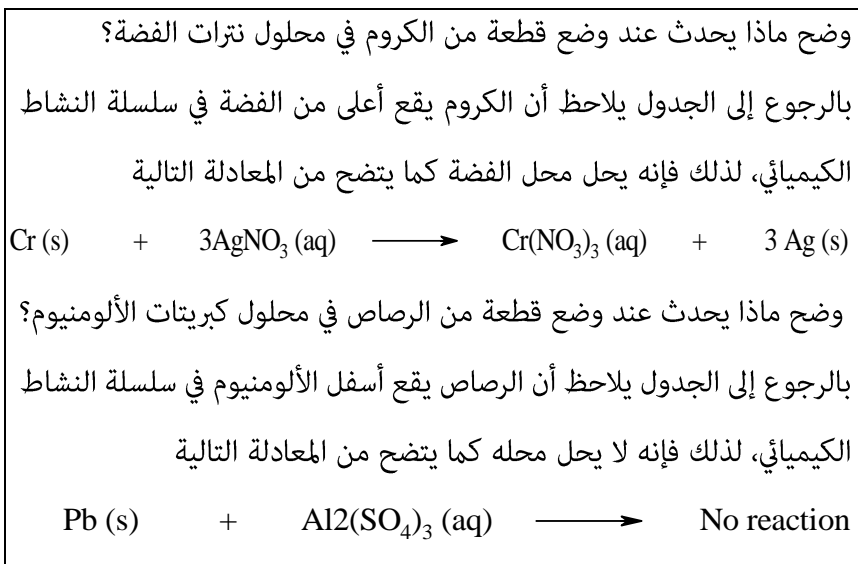 وضح ماذا يحدث عند وضع قطعة من الكروم في محلول نترات الفضة؟
بالرجوع إلى الجدول يلاحظ أن الكروم يقع أعلى من الفضة في سلسلة النشاط
الكيميائي، لذلك فإنه يحل محل الفضة كما يتضح من المعادلة التالية
Cr (s) + 3AgNO₃ (aq) ⟶ Cr(NO₃)₃ (aq) + 3 Ag (s)
وضح ماذا يحدث عند وضع قطعة من الرصاص في محلول كبريتات الألومنيوم؟
بالرجوع إلى الجدول يلاحظ أن الرصاص يقع أسفل الألومنيوم في سلسلة النشاط
الكيميائي، لذلك فإنه لا يحل محله كما يتضح من المعادلة التالية
Pb (s) + Al2(SO₄)₃ (aq) ⟶ No reaction